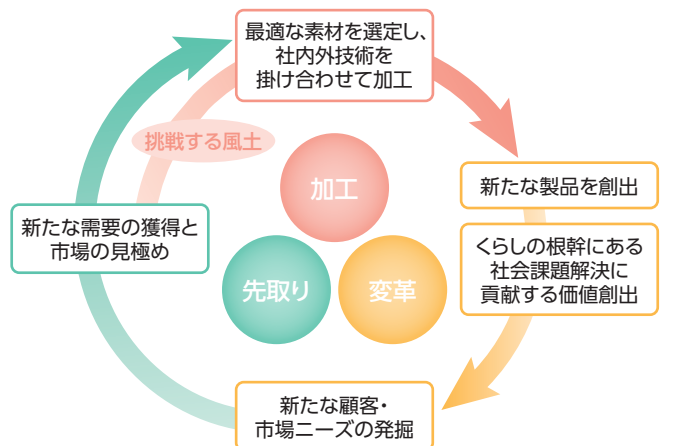 最適な素材を選定し、
社内外技術を
掛け合わせて加工
挑戦する風土
加工
新たな製品を創出
新たな需要の獲得と
市場の見極め
くらしの根幹にある
社会課題解決に
貢献する価値創出
先取り
変革
新たな顧客・
市場ニーズの発掘